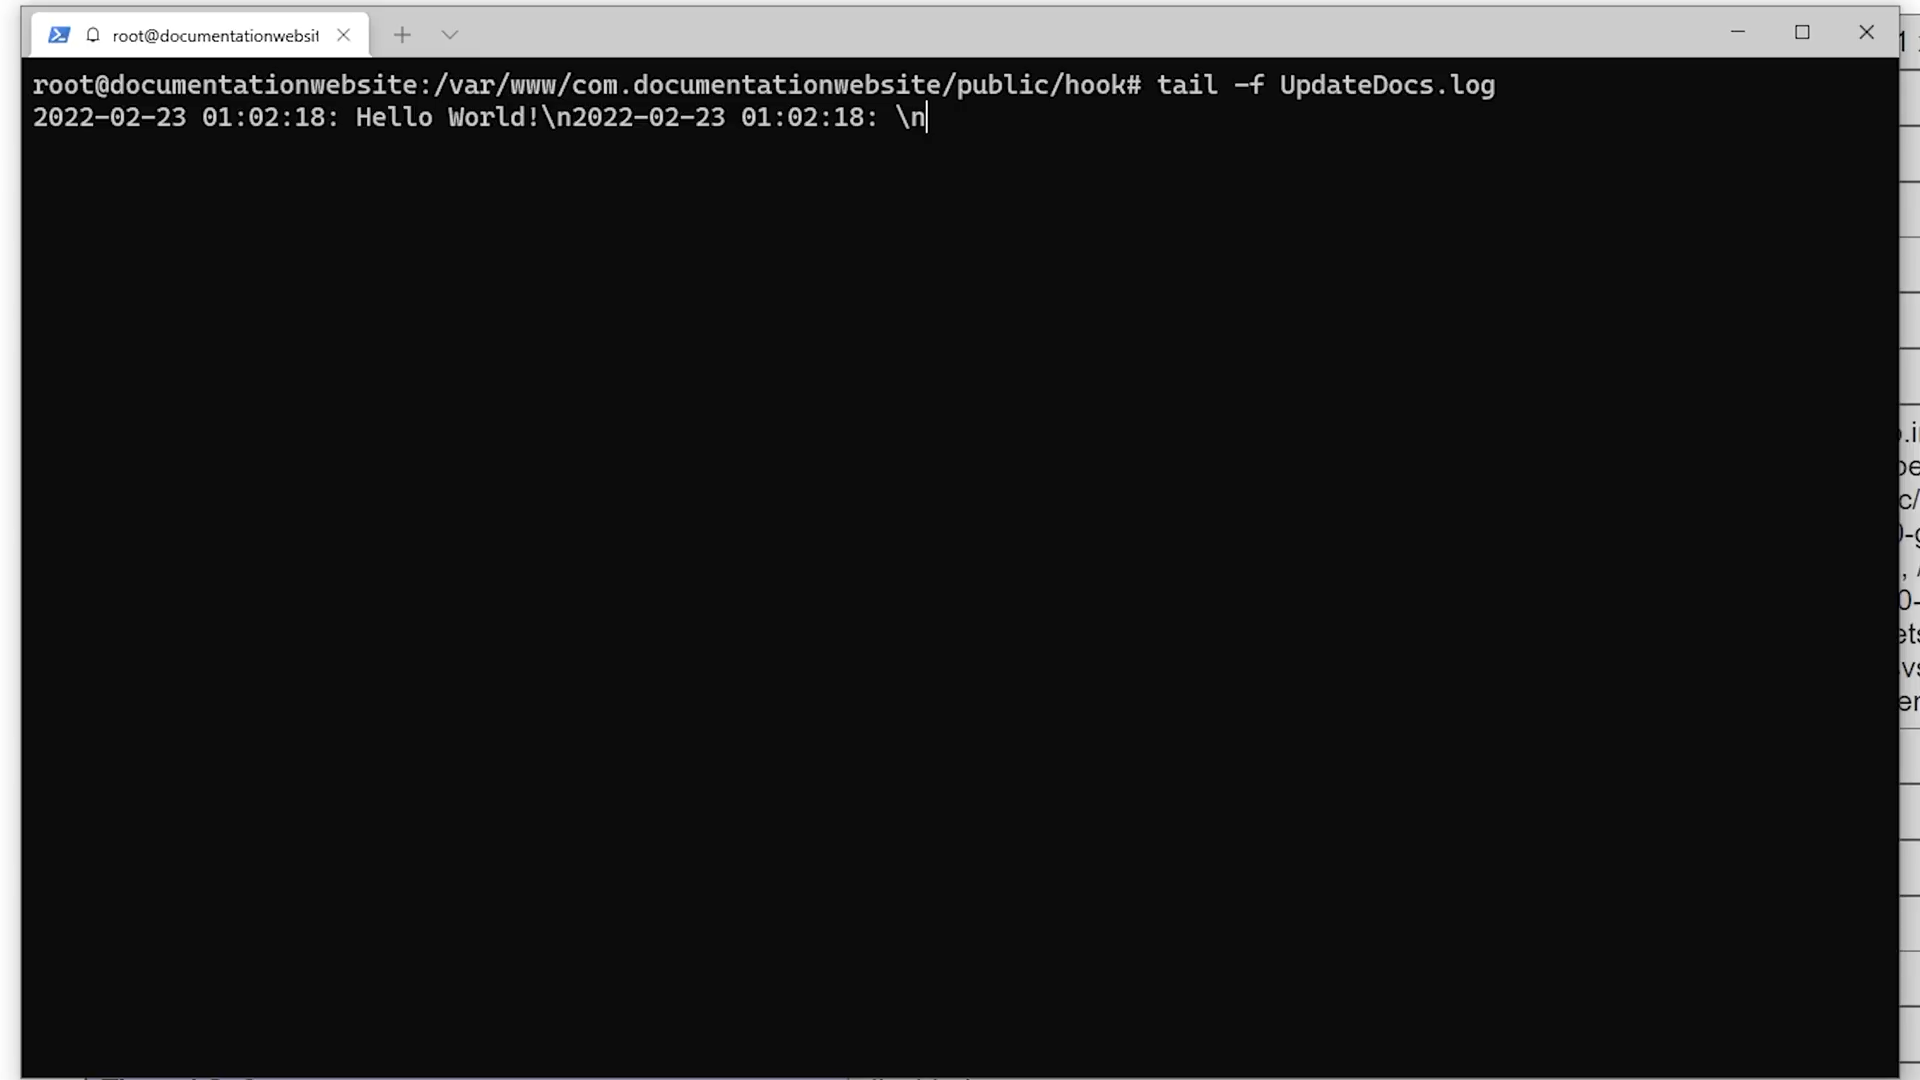 root@documentationwebsit
root@documentationwebsite:/var/www/com.documentationwebsite/public/hook# tail -f UpdateDocs.log
2022-02-23 01:02:18: Hello World!\n2022-02-23 01:02:18: \n